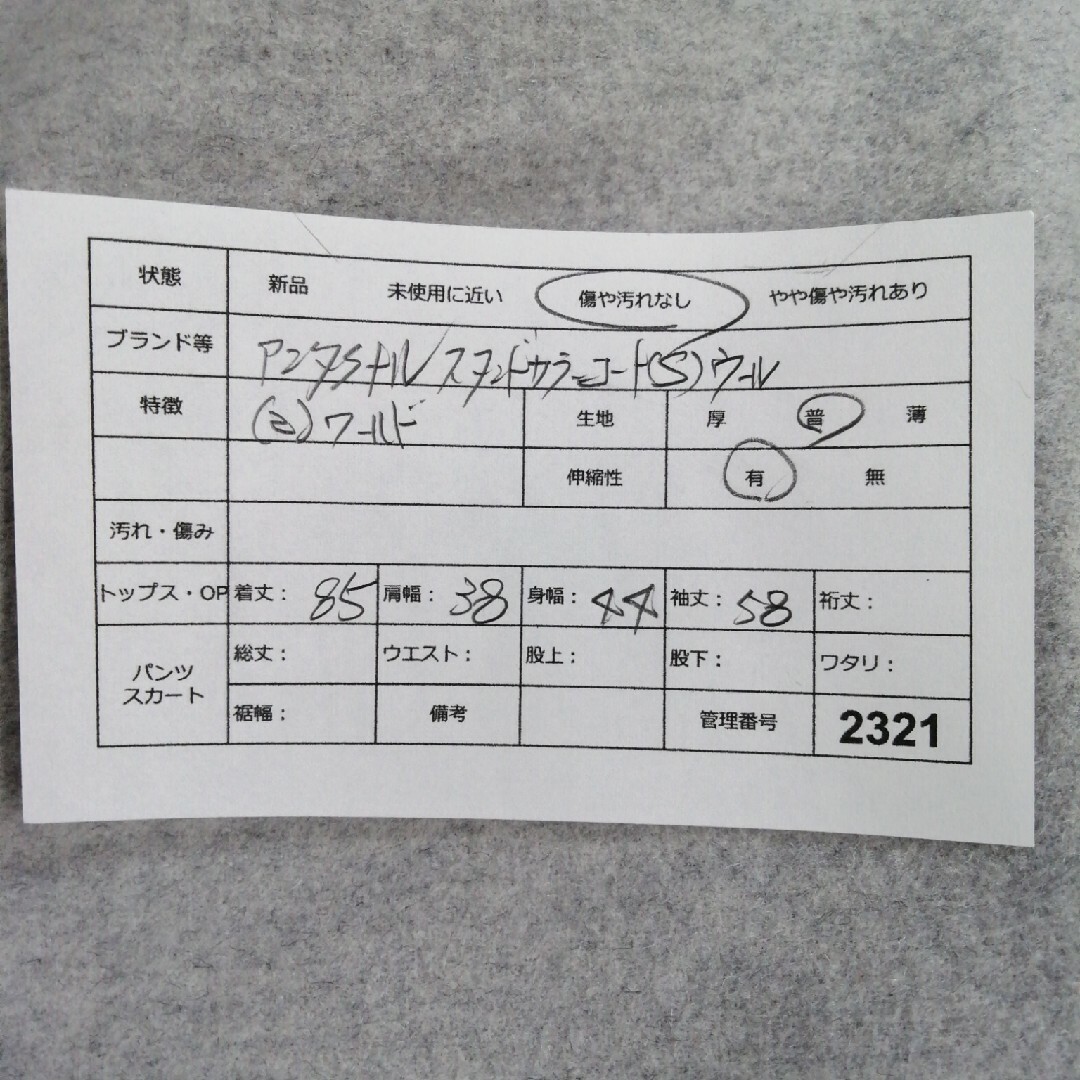 状態 新品 未使用に近い 傷や汚れなし やや傷や汚れあり
ブランド等 アンタイトル スタンドカラーコート(S)ウール
特徴 ワールド 生地 厚 普 薄
伸縮性 有 無
汚れ・傷み
トップス・OP 着丈: 85 肩幅: 38 身幅: 44 袖丈: 58 裄丈:
パンツ スカート 総丈: ウエスト: 股上: 股下: ワタリ:
裾幅: 備考 管理番号 2321